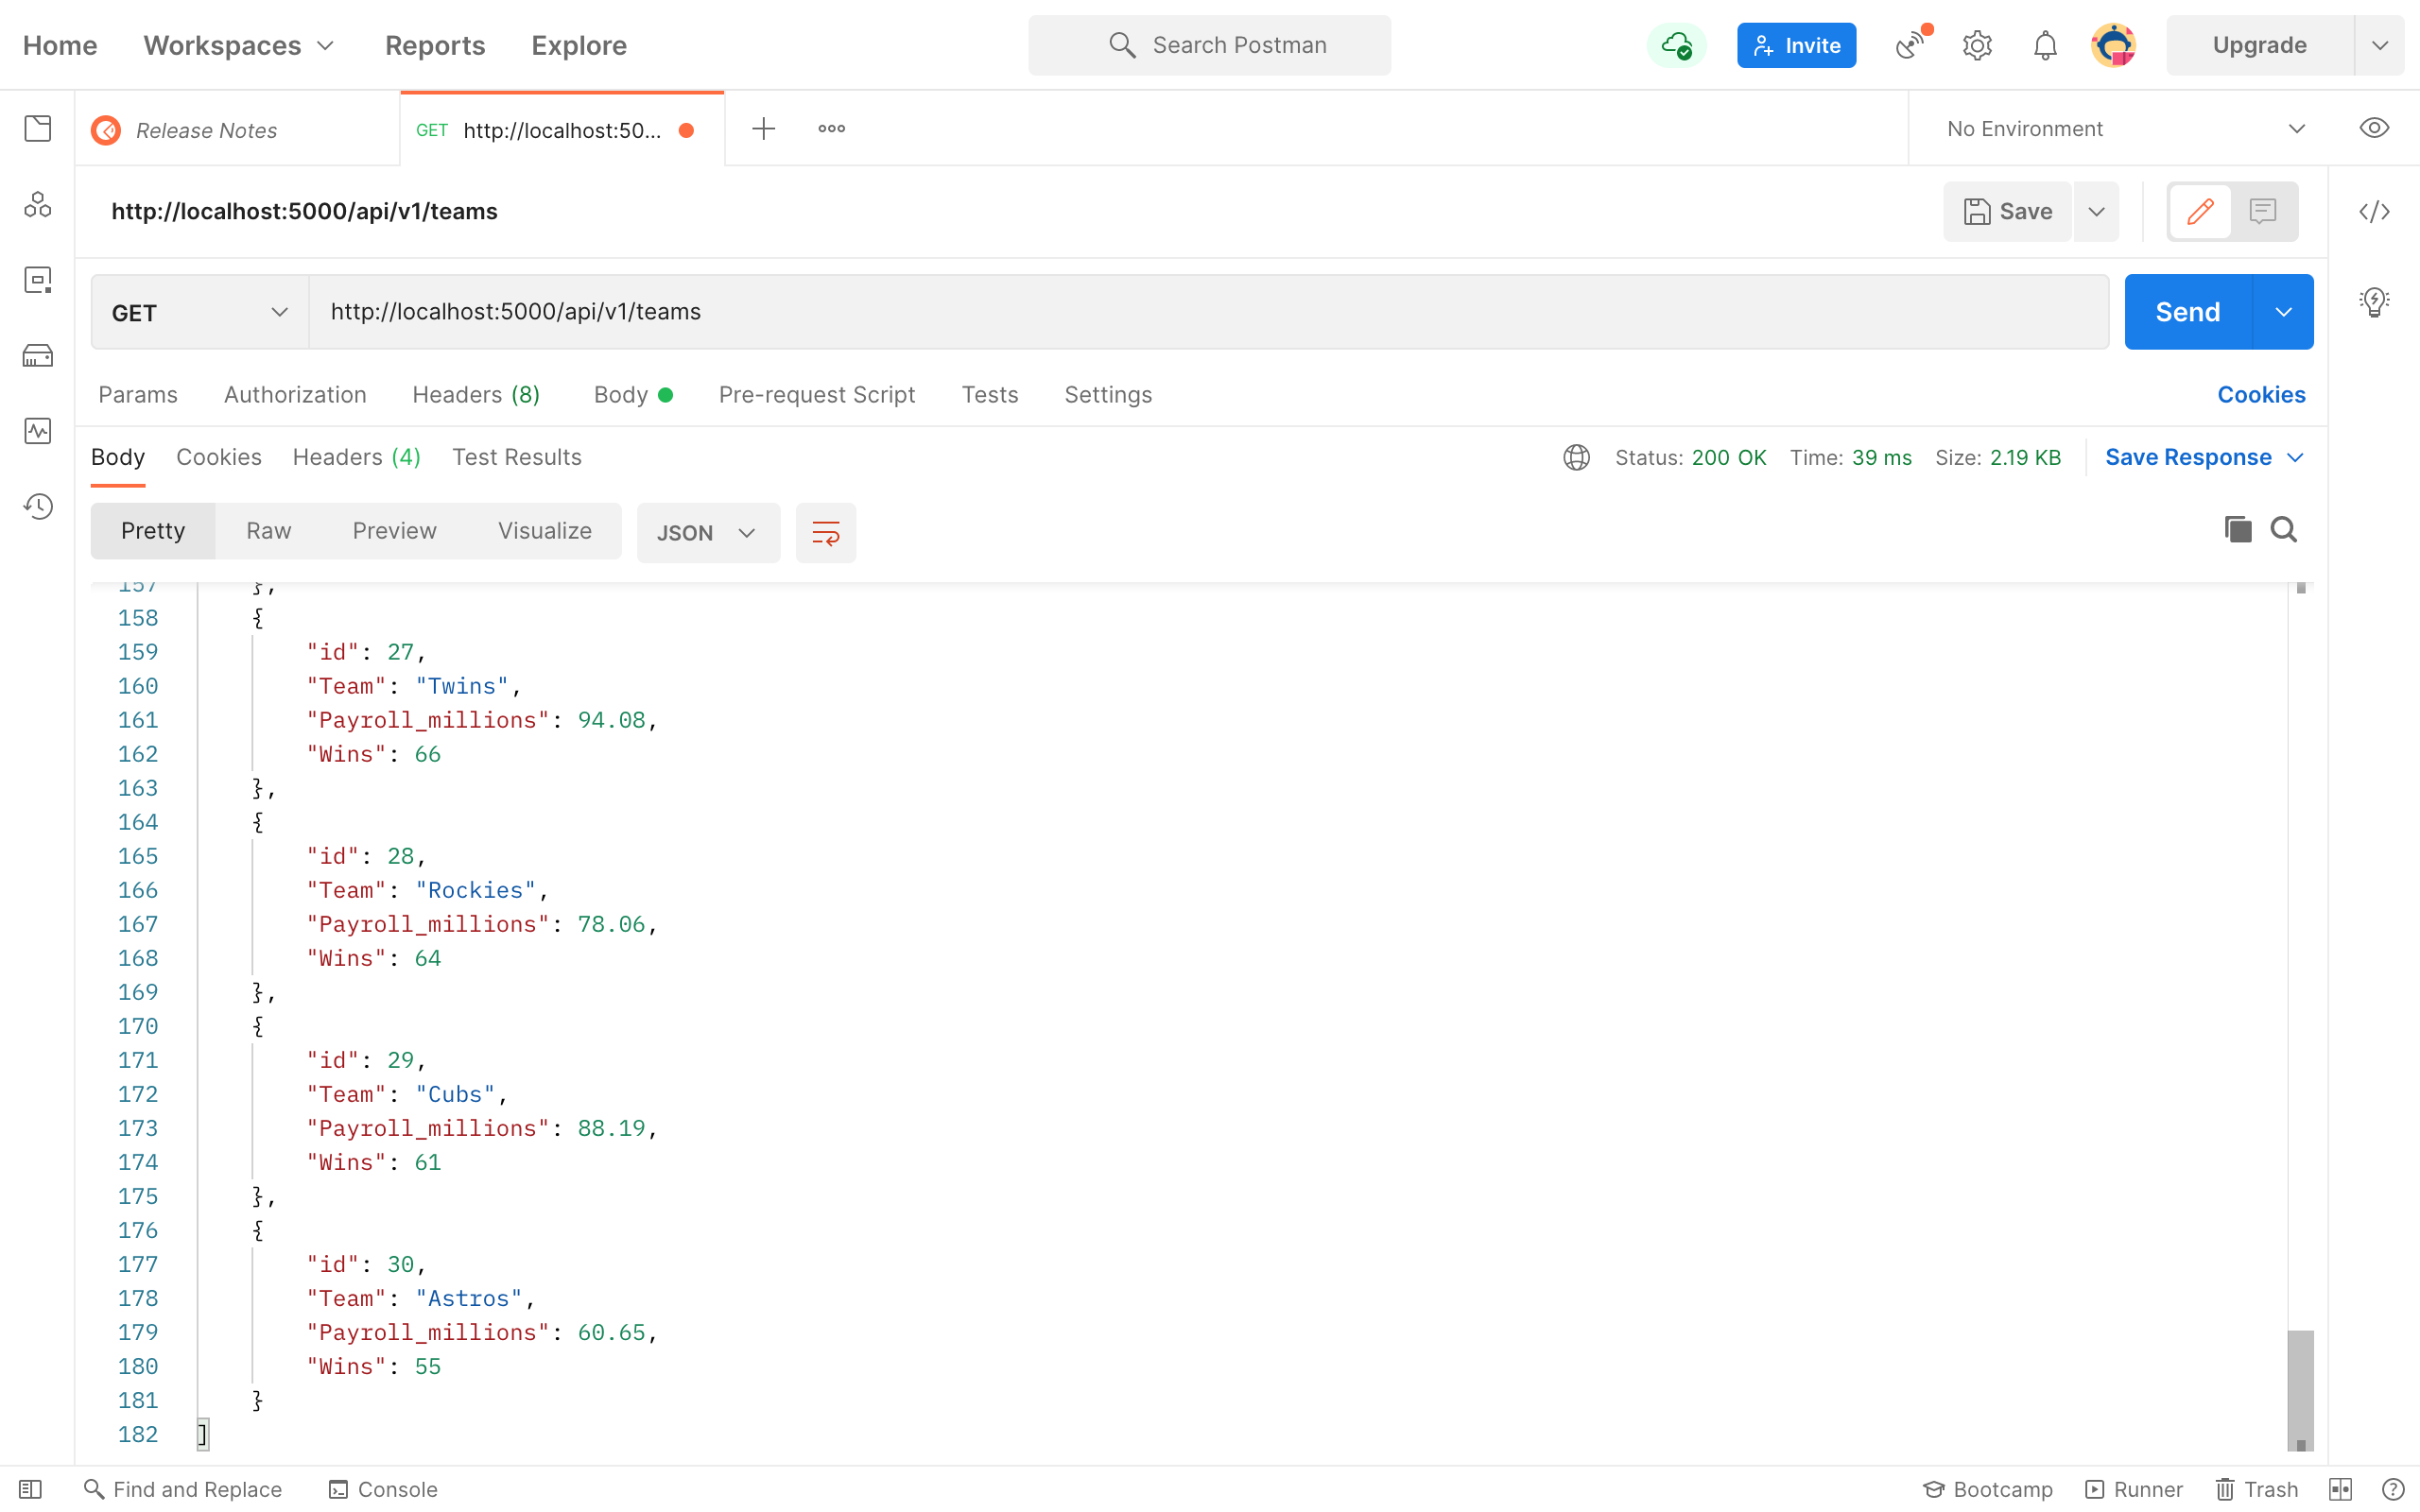 Home Workspaces Reports Explore Search Postman Invite Upgrade
Release Notes GET http://localhost:50... No Environment
http://localhost:5000/api/v1/teams Save
GET http://localhost:5000/api/v1/teams Send
Params Authorization Headers (8) Body Pre-request Script Tests Settings Cookies
Body Cookies Headers (4) Test Results Status: 200 OK Time: 39 ms Size: 2.19 KB Save Response
Pretty Raw Preview Visualize JSON
157 },
158 {
159 "id": 27,
160 "Team": "Twins",
161 "Payroll_millions": 94.08,
162 "Wins": 66
163 },
164 {
165 "id": 28,
166 "Team": "Rockies",
167 "Payroll_millions": 78.06,
168 "Wins": 64
169 },
170 {
171 "id": 29,
172 "Team": "Cubs",
173 "Payroll_millions": 88.19,
174 "Wins": 61
175 },
176 {
177 "id": 30,
178 "Team": "Astros",
179 "Payroll_millions": 60.65,
180 "Wins": 55
181 }
182 ]
Find and Replace Console Bootcamp Runner Trash